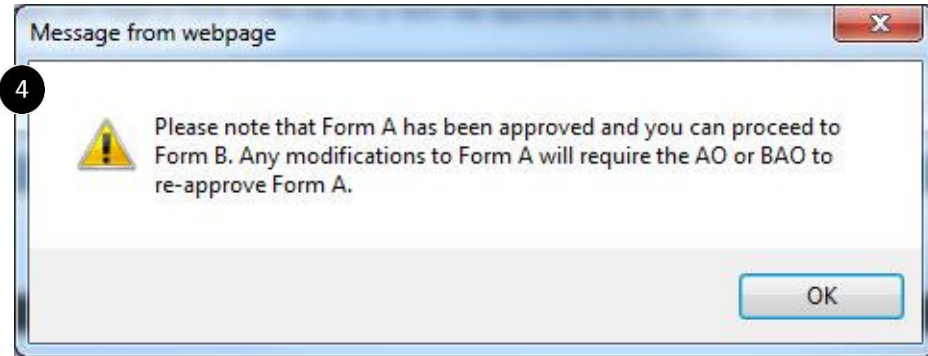 Message from webpage
4
Please note that Form A has been approved and you can proceed to
Form B. Any modifications to Form A will require the AO or BAO to
re-approve Form A.
OK